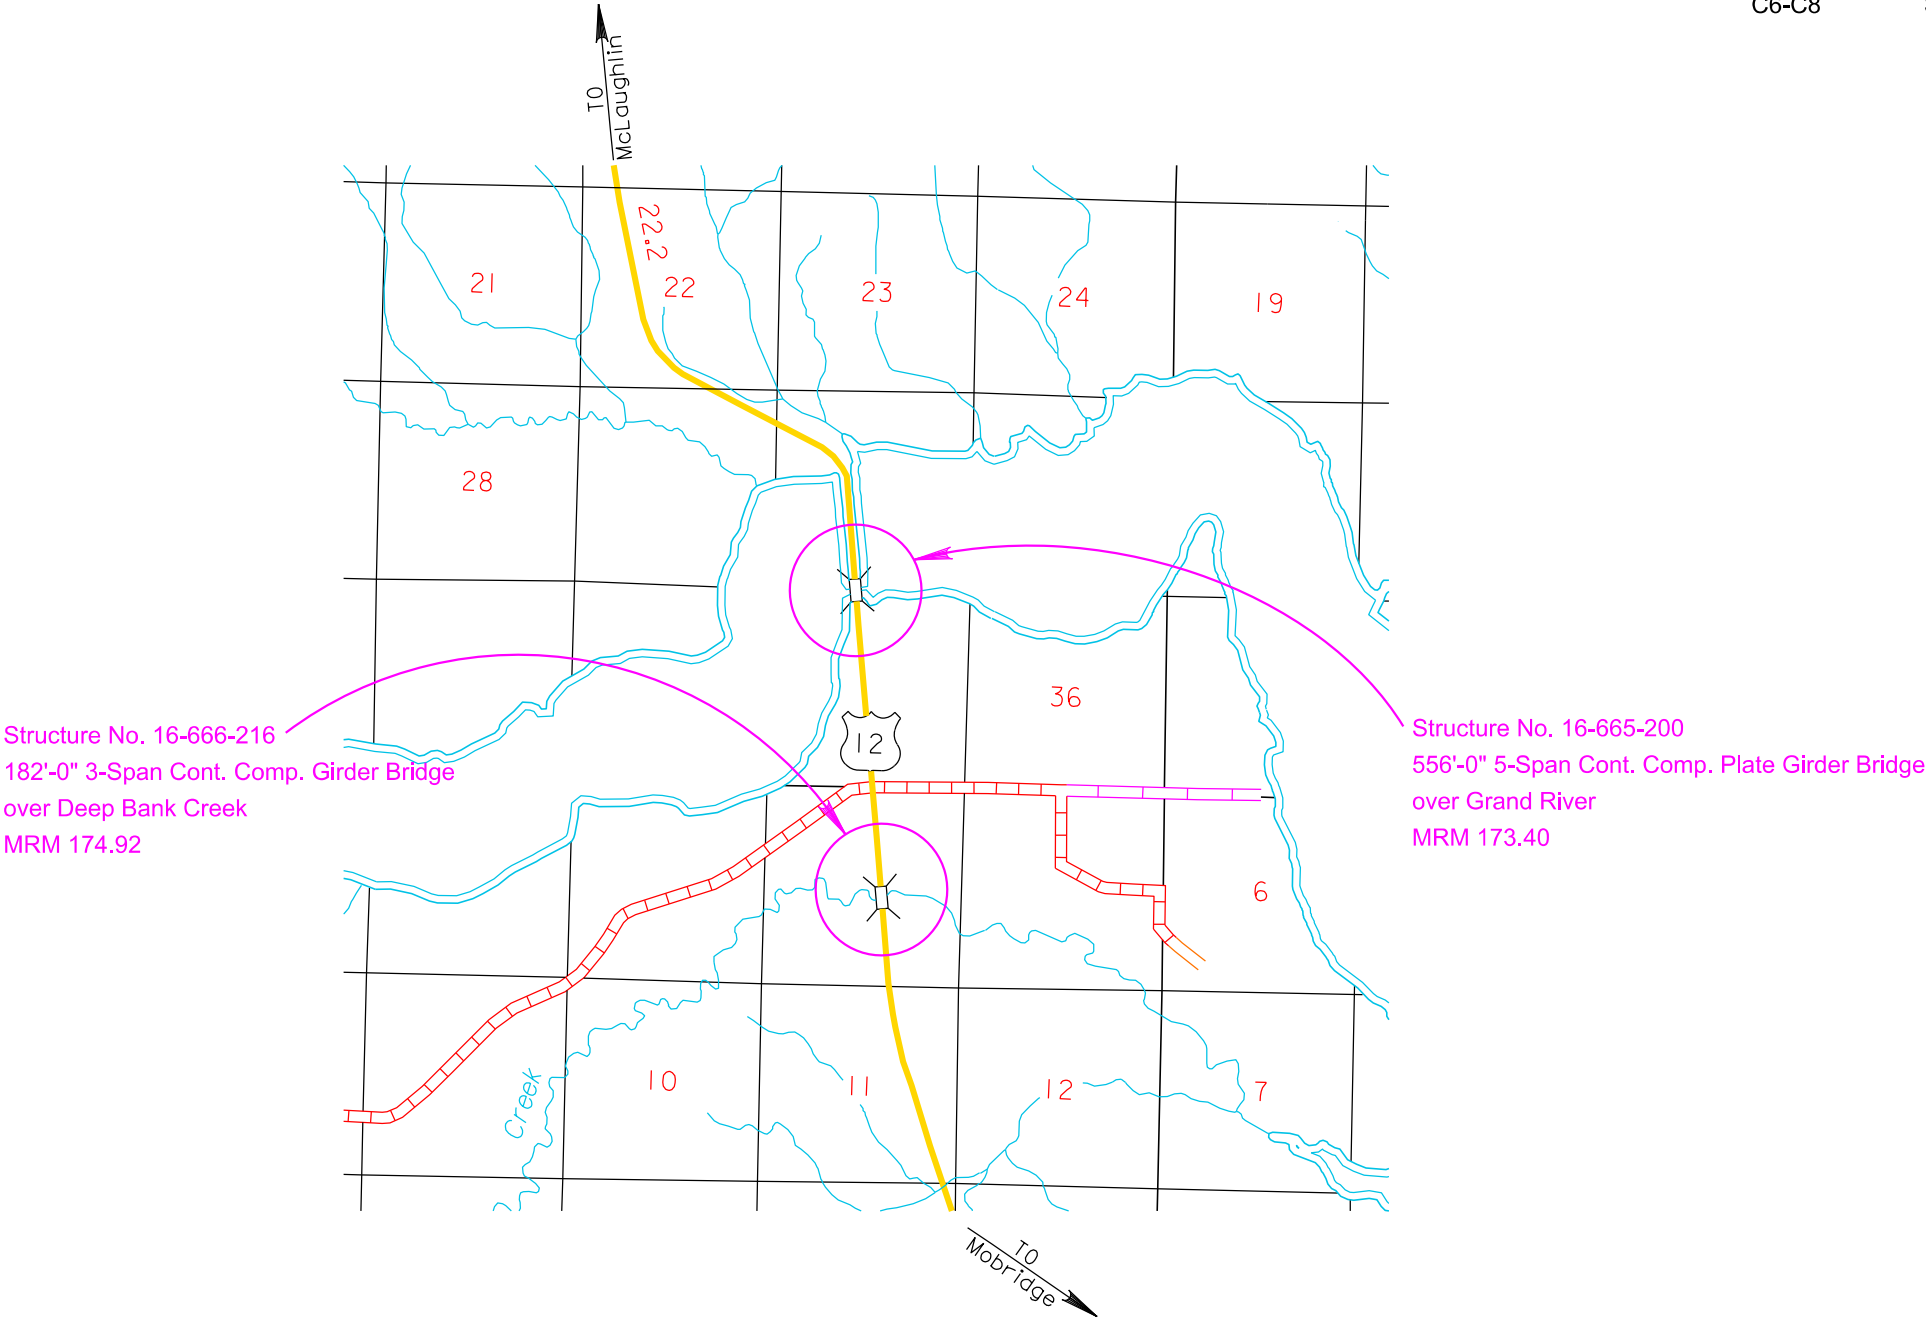 C6-C8
TO
McLaughlin
22.2
21
22
23
24
19
28
36
12
Structure No. 16-666-216
182'-0" 3-Span Cont. Comp. Girder Bridge
over Deep Bank Creek
MRM 174.92
Structure No. 16-665-200
556'-0" 5-Span Cont. Comp. Plate Girder Bridge
over Grand River
MRM 173.40
6
10
11
12
7
Creek
TO
Mobridge